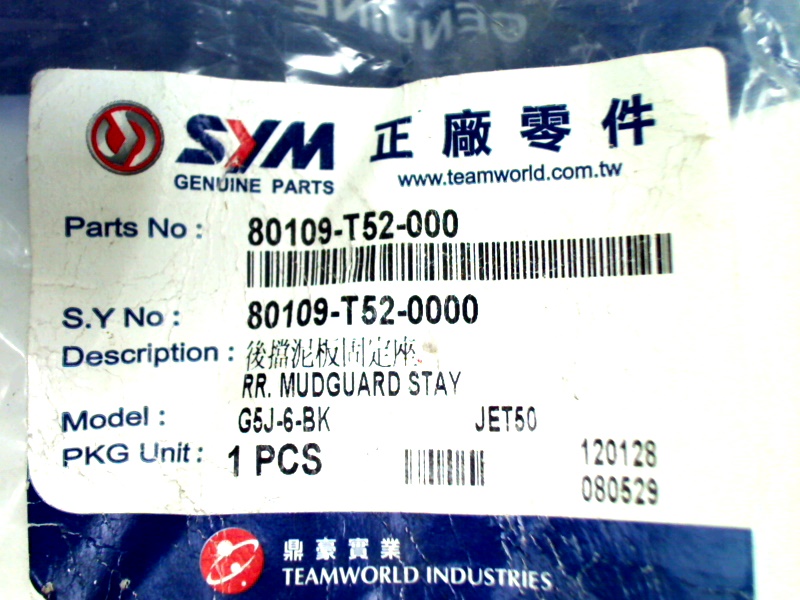 GENUINE
SYM 正廠零件
GENUINE PARTS www.teamworld.com.tw
Parts No : 80109-T52-000
S.Y No : 80109-T52-0000
Description : 後擋泥板固定座
RR. MUDGUARD STAY
Model : G5J-6-BK JET50
PKG Unit : 1 PCS 120128
080529
鼎豪實業
TEAMWORLD INDUSTRIES